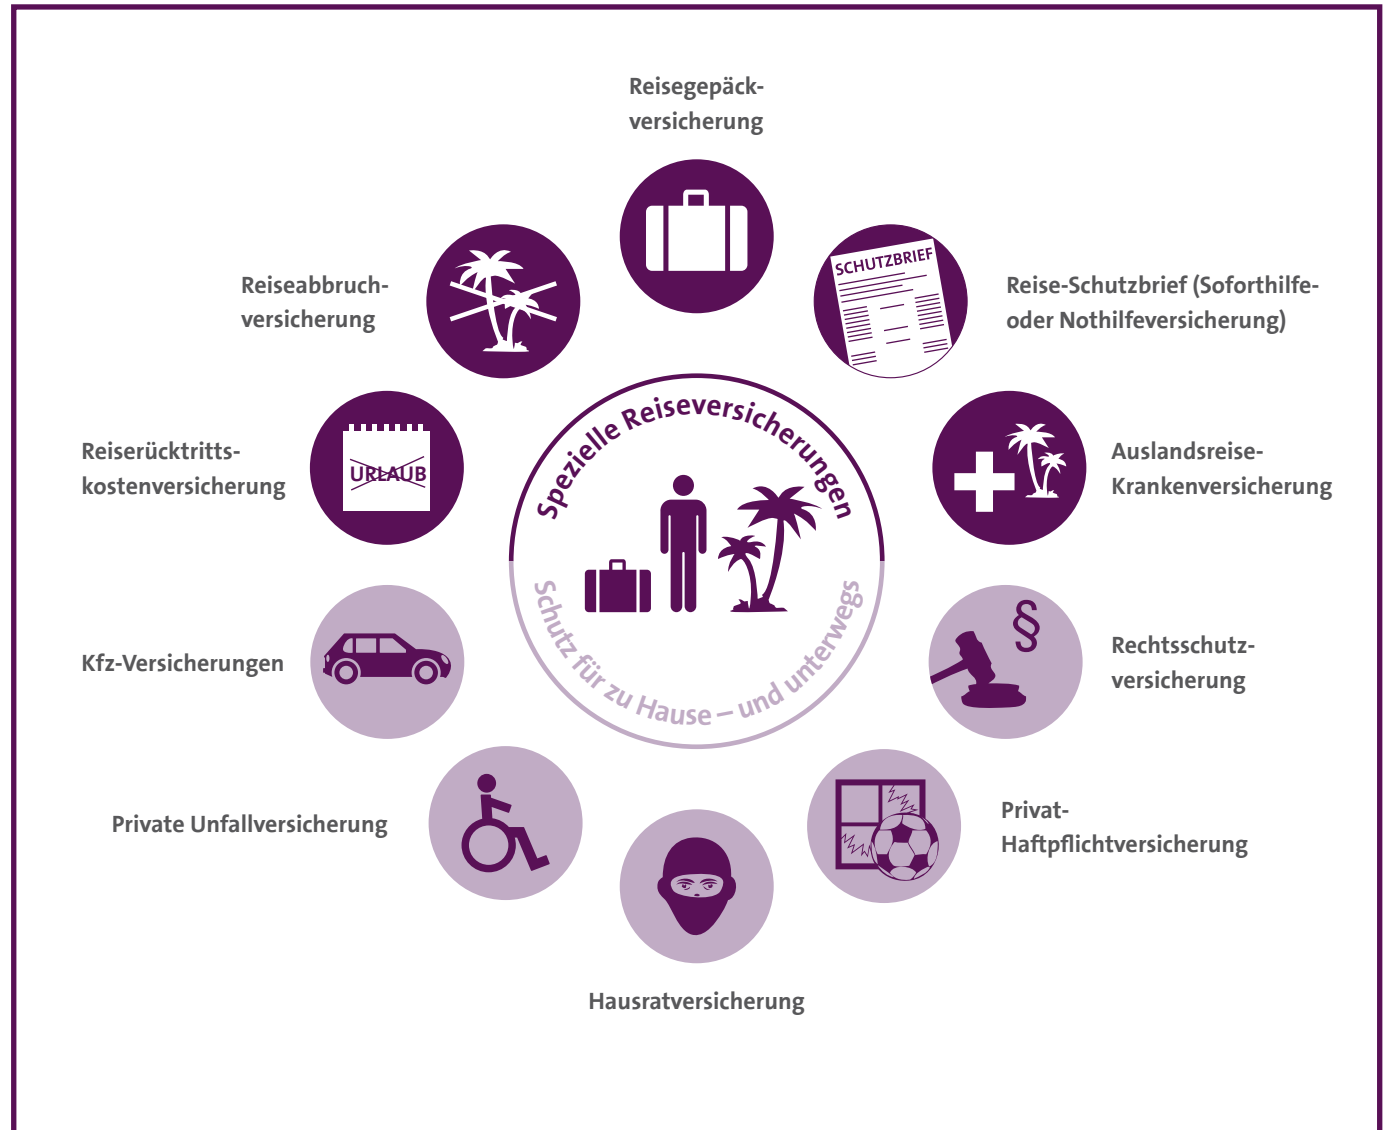 Reisegepäck-
versicherung
Reiseabbruch-
versicherung
SCHUTZBRIEF
Reise-Schutzbrief (Soforthilfe-
oder Nothilfeversicherung)
Reiserücktritts-
kostenversicherung
URLAUB
Spezielle Reiseversicherungen
Auslandsreise-
Krankenversicherung
Kfz-Versicherungen
Schutz für zu Hause – und unterwegs
§
Rechtsschutz-
versicherung
Private Unfallversicherung
Privat-
Haftpflichtversicherung
Hausratversicherung